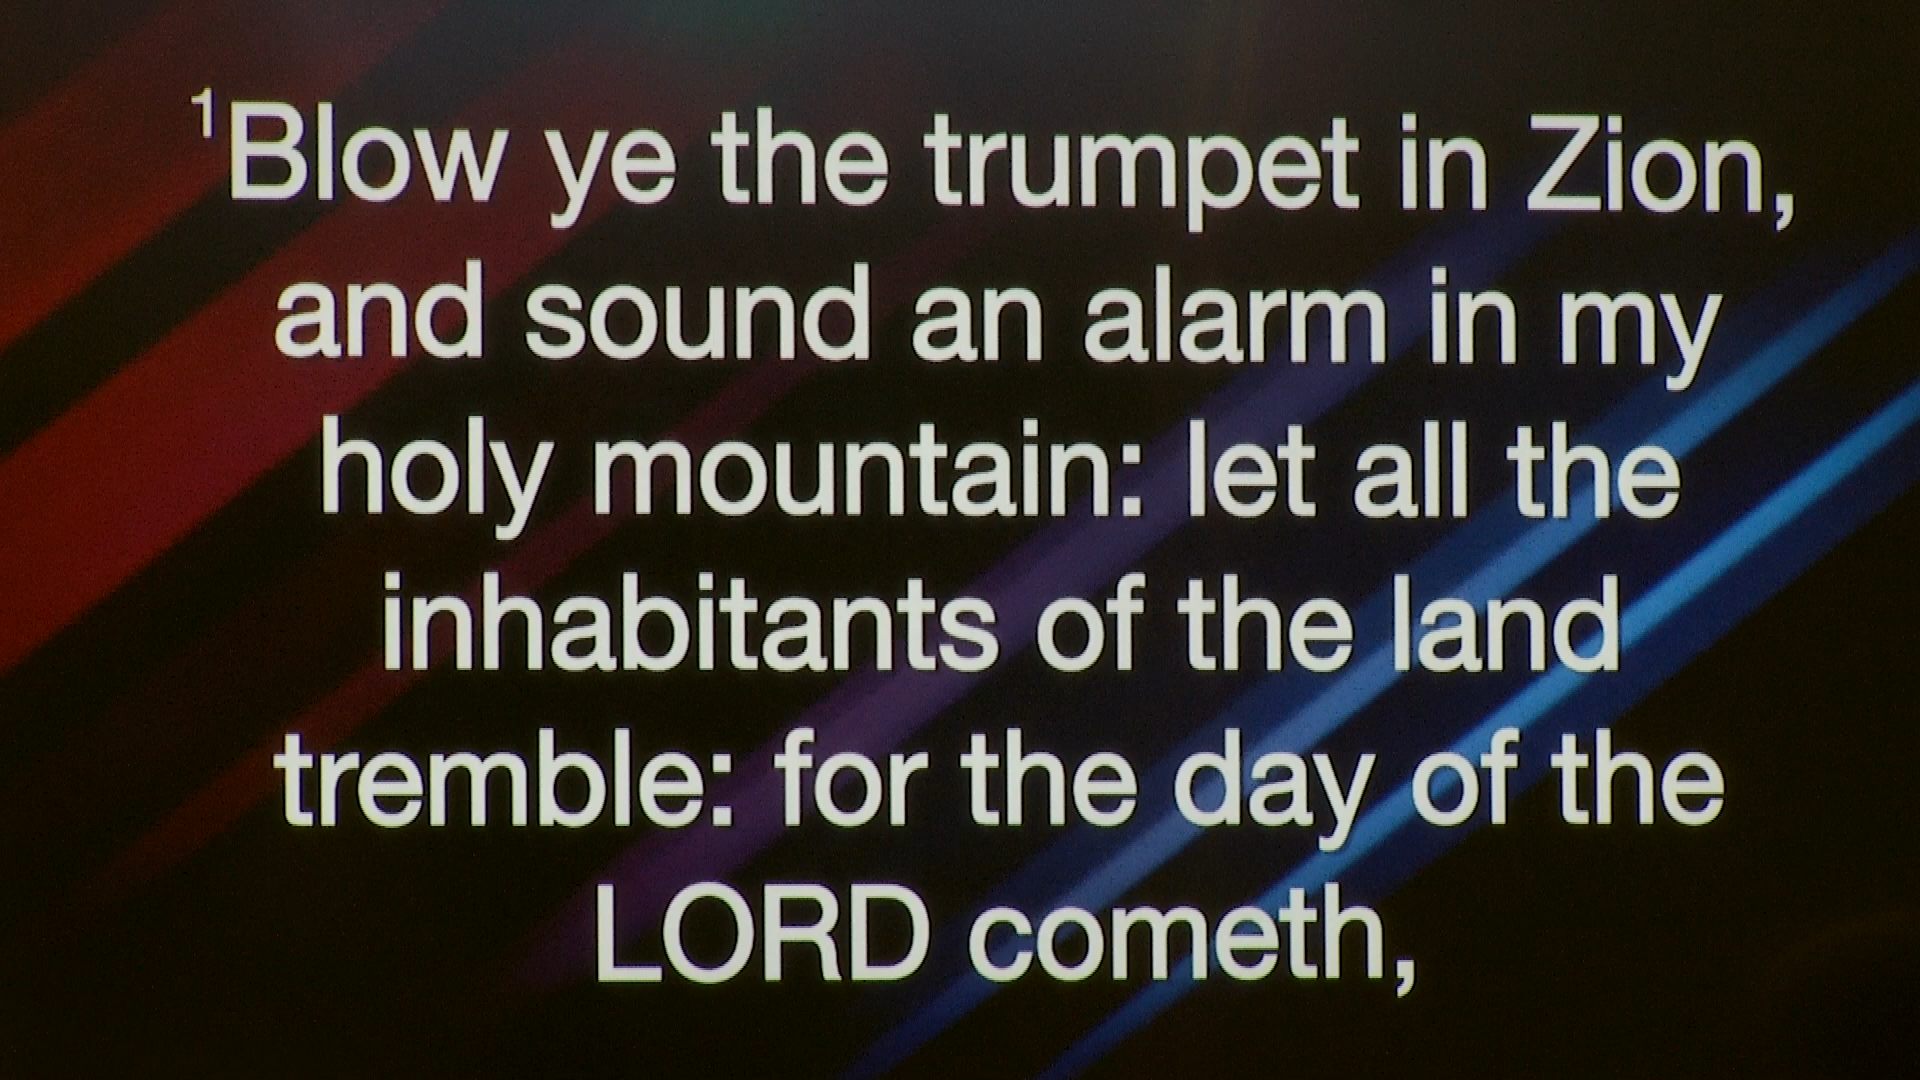 ¹Blow ye the trumpet in Zion,
and sound an alarm in my
holy mountain: let all the
inhabitants of the land
tremble: for the day of the
LORD cometh,